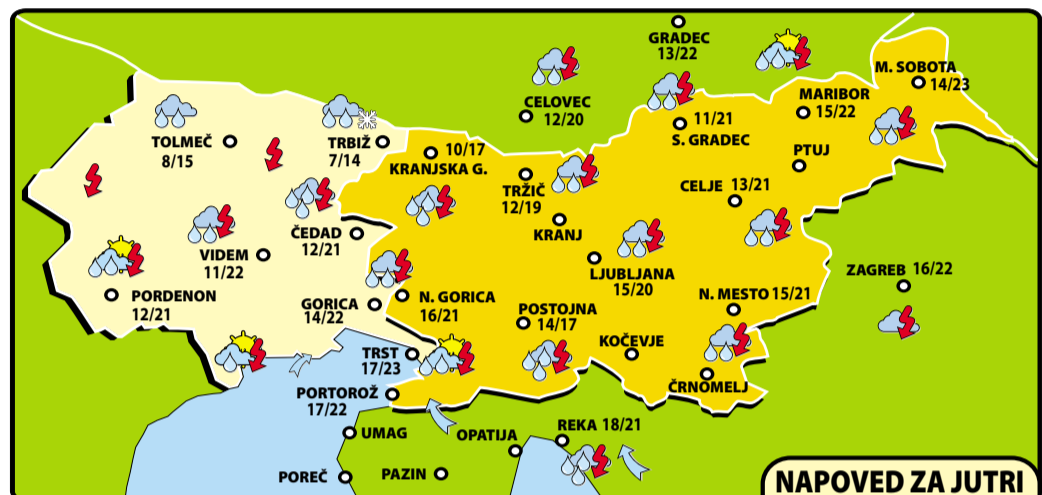 GRADEC
13/22
M. SOBOTA
14/23
CELOVEC
12/20
MARIBOR
15/22
11/21
S. GRADEC
TOLMEČ
8/15
TRBIŽ
7/14
10/17
KRANJSKA G.
PTUJ
TRŽIČ
12/19
CELJE 13/21
KRANJ
ČEDAD
12/21
VIDEM
11/22
LJUBLJANA
15/20
ZAGREB 16/22
PORDENON
12/21
GORICA
14/22
N. GORICA
16/21
POSTOJNA
14/17
N. MESTO 15/21
KOČEVJE
TRST
17/23
ČRNOMELJ
PORTOROŽ
17/22
UMAG
OPATIJA
REKA 18/21
POREČ
PAZIN
NAPOVED ZA JUTRI